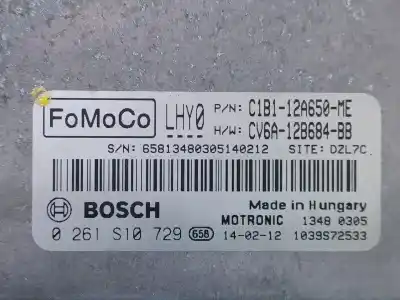 FoMoCo LHY0 P/N: C1B1-12A650-ME
H/W: CV6A-12B684-BB
S/N: 65813480305140212 SITE: DZL7C
BOSCH Made in Hungary
MOTRONIC 1348 0305
0 261 S10 729 658 14-02-12 1039S72533